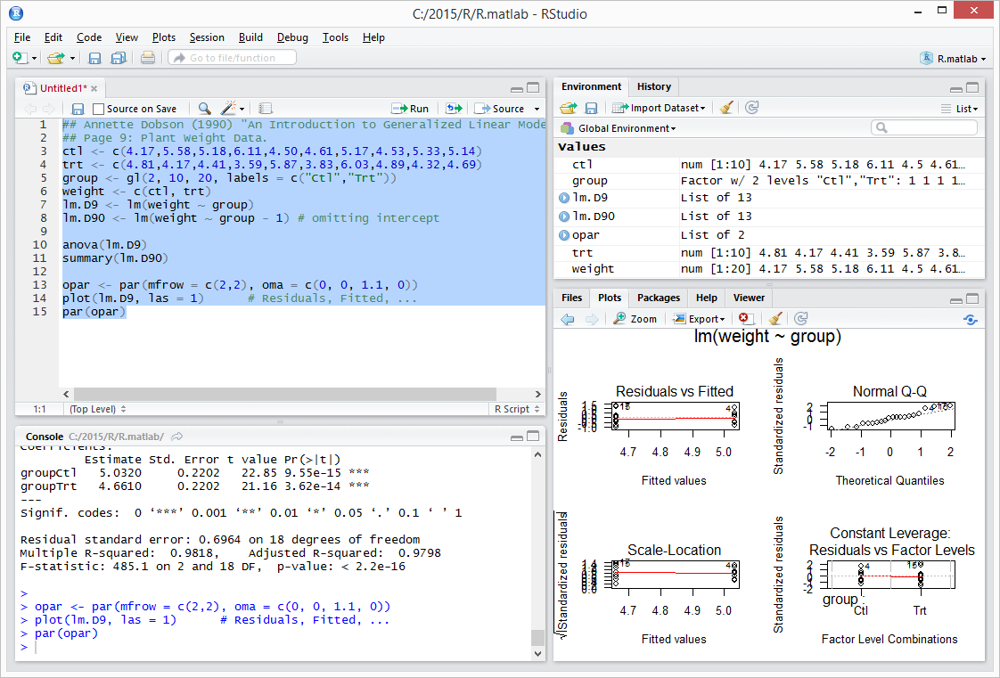 C:/2015/R/R.matlab - RStudio
File Edit Code View Plots Session Build Debug Tools Help
Go to file/function
R.matlab
Untitled1*
Source on Save
Run
Source
1 ## Annette Dobson (1990) "An Introduction to Generalized Linear Mode
2 ## Page 9: Plant Weight Data.
3 ctl <- c(4.17,5.58,5.18,6.11,4.50,4.61,5.17,4.53,5.33,5.14)
4 trt <- c(4.81,4.17,4.41,3.59,5.87,3.83,6.03,4.89,4.32,4.69)
5 group <- gl(2, 10, 20, labels = c("Ctl","Trt"))
6 weight <- c(ctl, trt)
7 lm.D9 <- lm(weight ~ group)
8 lm.D90 <- lm(weight ~ group - 1) # omitting intercept
9
10 anova(lm.D9)
11 summary(lm.D90)
12
13 opar <- par(mfrow = c(2,2), oma = c(0, 0, 1.1, 0))
14 plot(lm.D9, las = 1)      # Residuals, Fitted, ...
15 par(opar)
1:1 (Top Level) R Script
Console C:/2015/R/R.matlab/
Coefficients:
Estimate Std. Error t value Pr(>|t|)
groupCtl   5.0320     0.2202   22.85 9.55e-15 ***
groupTrt   4.6610     0.2202   21.16 3.62e-14 ***
---
Signif. codes:  0 ‘***’ 0.001 ‘**’ 0.01 ‘*’ 0.05 ‘.’ 0.1 ‘ ’ 1
Residual standard error: 0.6964 on 18 degrees of freedom
Multiple R-squared:  0.9818,    Adjusted R-squared:  0.9798
F-statistic: 485.1 on 2 and 18 DF,  p-value: < 2.2e-16
>
> opar <- par(mfrow = c(2,2), oma = c(0, 0, 1.1, 0))
> plot(lm.D9, las = 1)      # Residuals, Fitted, ...
> par(opar)
>
Environment History
Import Dataset
List
Global Environment
Values
ctl num [1:10] 4.17 5.58 5.18 6.11 4.5 4.61…
group Factor w/ 2 levels "Ctl","Trt": 1 1 1 1…
lm.D9 List of 13
lm.D90 List of 13
opar List of 2
trt num [1:10] 4.81 4.17 4.41 3.59 5.87 3.8…
weight num [1:20] 4.17 5.58 5.18 6.11 4.5 4.61…
Files Plots Packages Help Viewer
Zoom Export
lm(weight ~ group)
Residuals vs Fitted
Residuals
4
4.7 4.8 4.9 5.0
Fitted values
Normal Q-Q
Standardized residuals
2
1
0
-1
-2 -1 0 1 2
Theoretical Quantiles
Scale-Location
√|Standardized residuals|
4
4.7 4.8 4.9 5.0
Fitted values
Constant Leverage:
Residuals vs Factor Levels
Standardized residuals
2
1
0
-2
4
group :
Ctl Trt
Factor Level Combinations